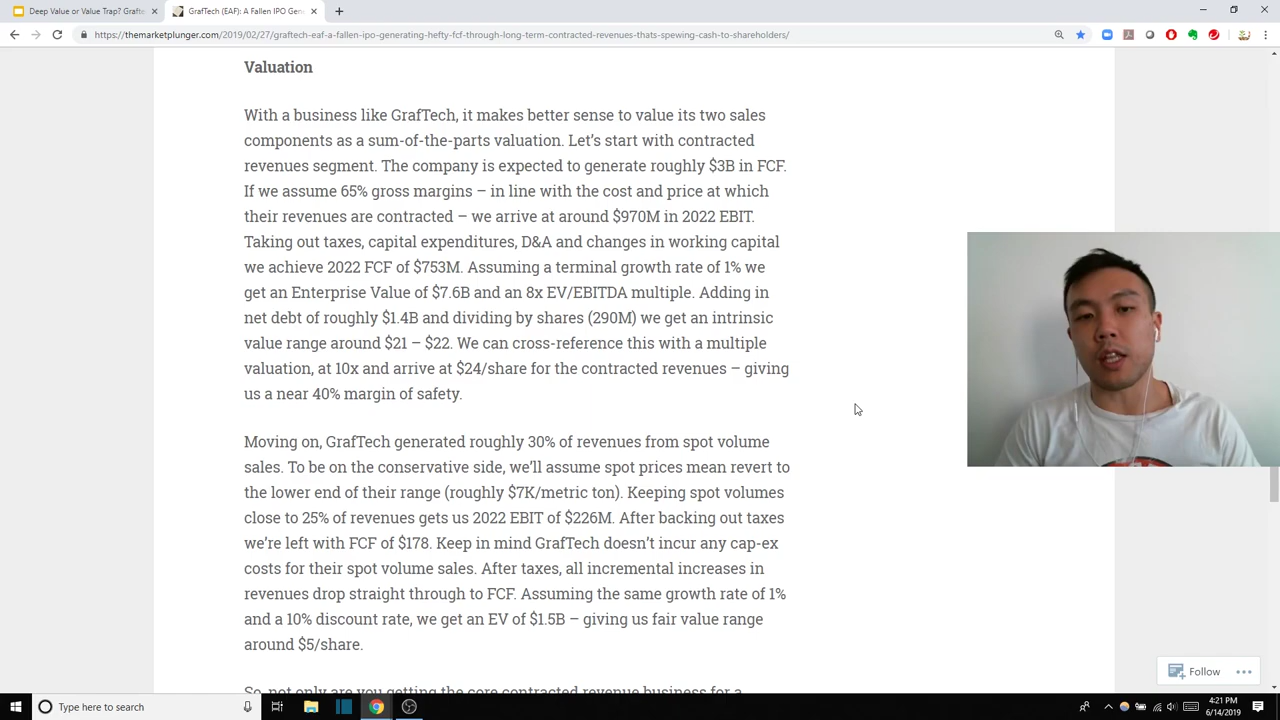 Deep Value or Value Trap? Grafte
GrafTech (EAF): A Fallen IPO Gen
https://themarketplunger.com/2019/02/27/graftech-eaf-a-fallen-ipo-generating-hefty-fcf-through-long-term-contracted-revenues-thats-spewing-cash-to-shareholders/
Valuation
With a business like GrafTech, it makes better sense to value its two sales
components as a sum-of-the-parts valuation. Let’s start with contracted
revenues segment. The company is expected to generate roughly $3B in FCF.
If we assume 65% gross margins – in line with the cost and price at which
their revenues are contracted – we arrive at around $970M in 2022 EBIT.
Taking out taxes, capital expenditures, D&A and changes in working capital
we achieve 2022 FCF of $753M. Assuming a terminal growth rate of 1% we
get an Enterprise Value of $7.6B and an 8x EV/EBITDA multiple. Adding in
net debt of roughly $1.4B and dividing by shares (290M) we get an intrinsic
value range around $21 – $22. We can cross-reference this with a multiple
valuation, at 10x and arrive at $24/share for the contracted revenues – giving
us a near 40% margin of safety.
Moving on, GrafTech generated roughly 30% of revenues from spot volume
sales. To be on the conservative side, we’ll assume spot prices mean revert to
the lower end of their range (roughly $7K/metric ton). Keeping spot volumes
close to 25% of revenues gets us 2022 EBIT of $226M. After backing out taxes
we’re left with FCF of $178. Keep in mind GrafTech doesn’t incur any cap-ex
costs for their spot volume sales. After taxes, all incremental increases in
revenues drop straight through to FCF. Assuming the same growth rate of 1%
and a 10% discount rate, we get an EV of $1.5B – giving us fair value range
around $5/share.
So, not only are you getting the core contracted revenue business for a
Follow
Type here to search
4:21 PM
6/14/2019